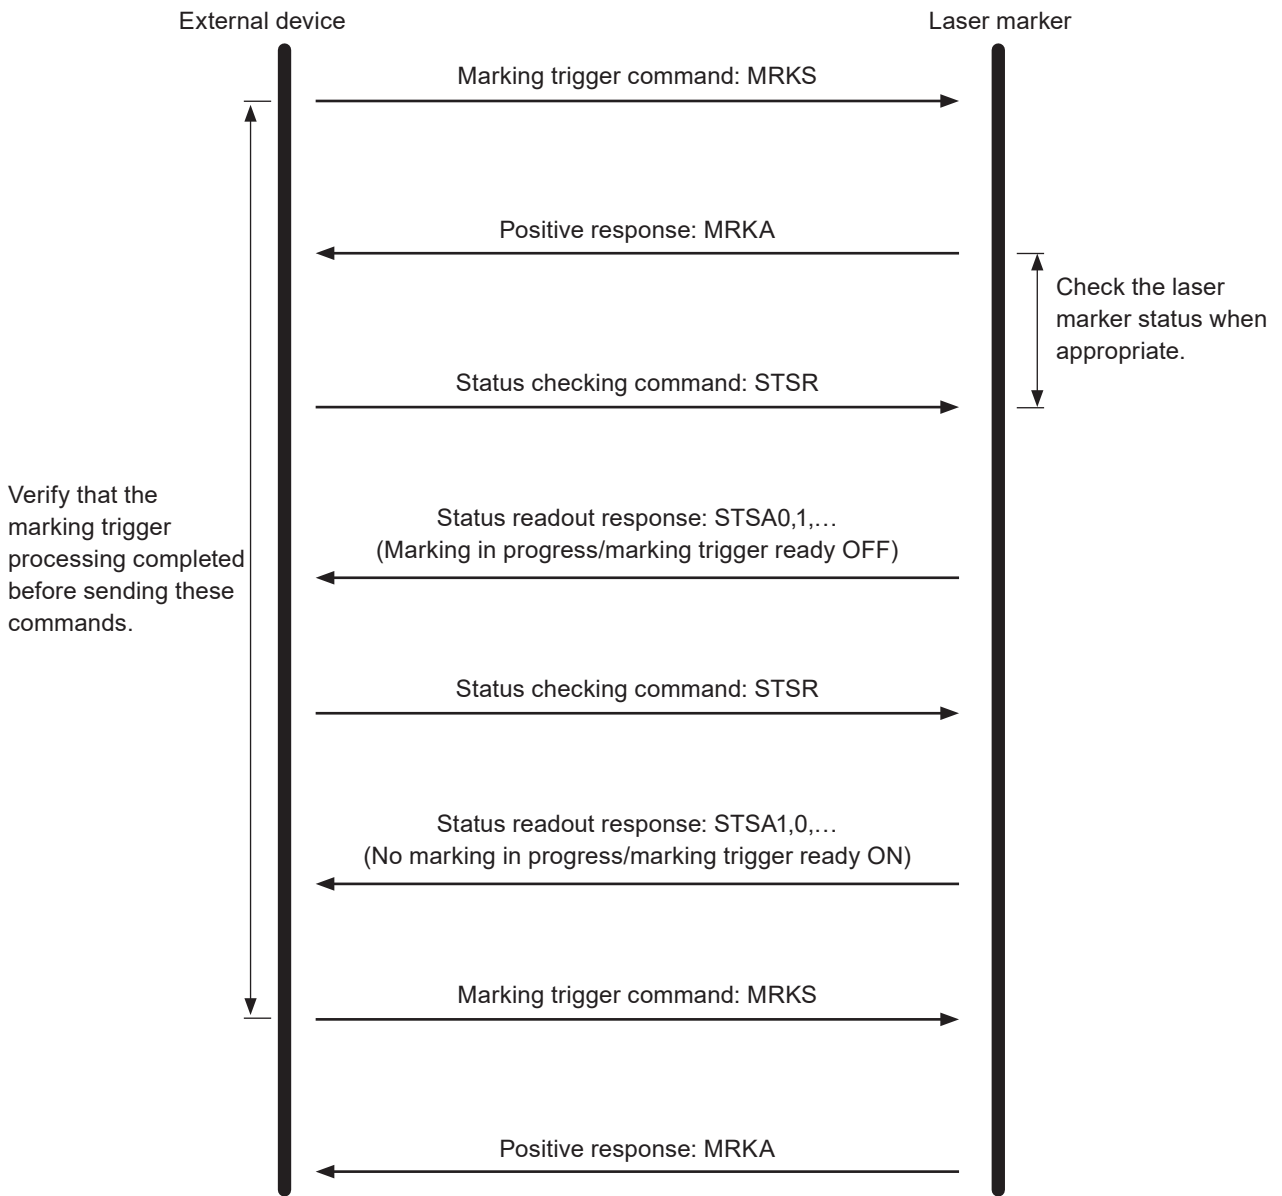 External device
Laser marker
Marking trigger command: MRKS
Positive response: MRKA
Check the laser
marker status when
appropriate.
Status checking command: STSR
Verify that the
marking trigger
processing completed
before sending these
commands.
Status readout response: STSA0,1,…
(Marking in progress/marking trigger ready OFF)
Status checking command: STSR
Status readout response: STSA1,0,…
(No marking in progress/marking trigger ready ON)
Marking trigger command: MRKS
Positive response: MRKA